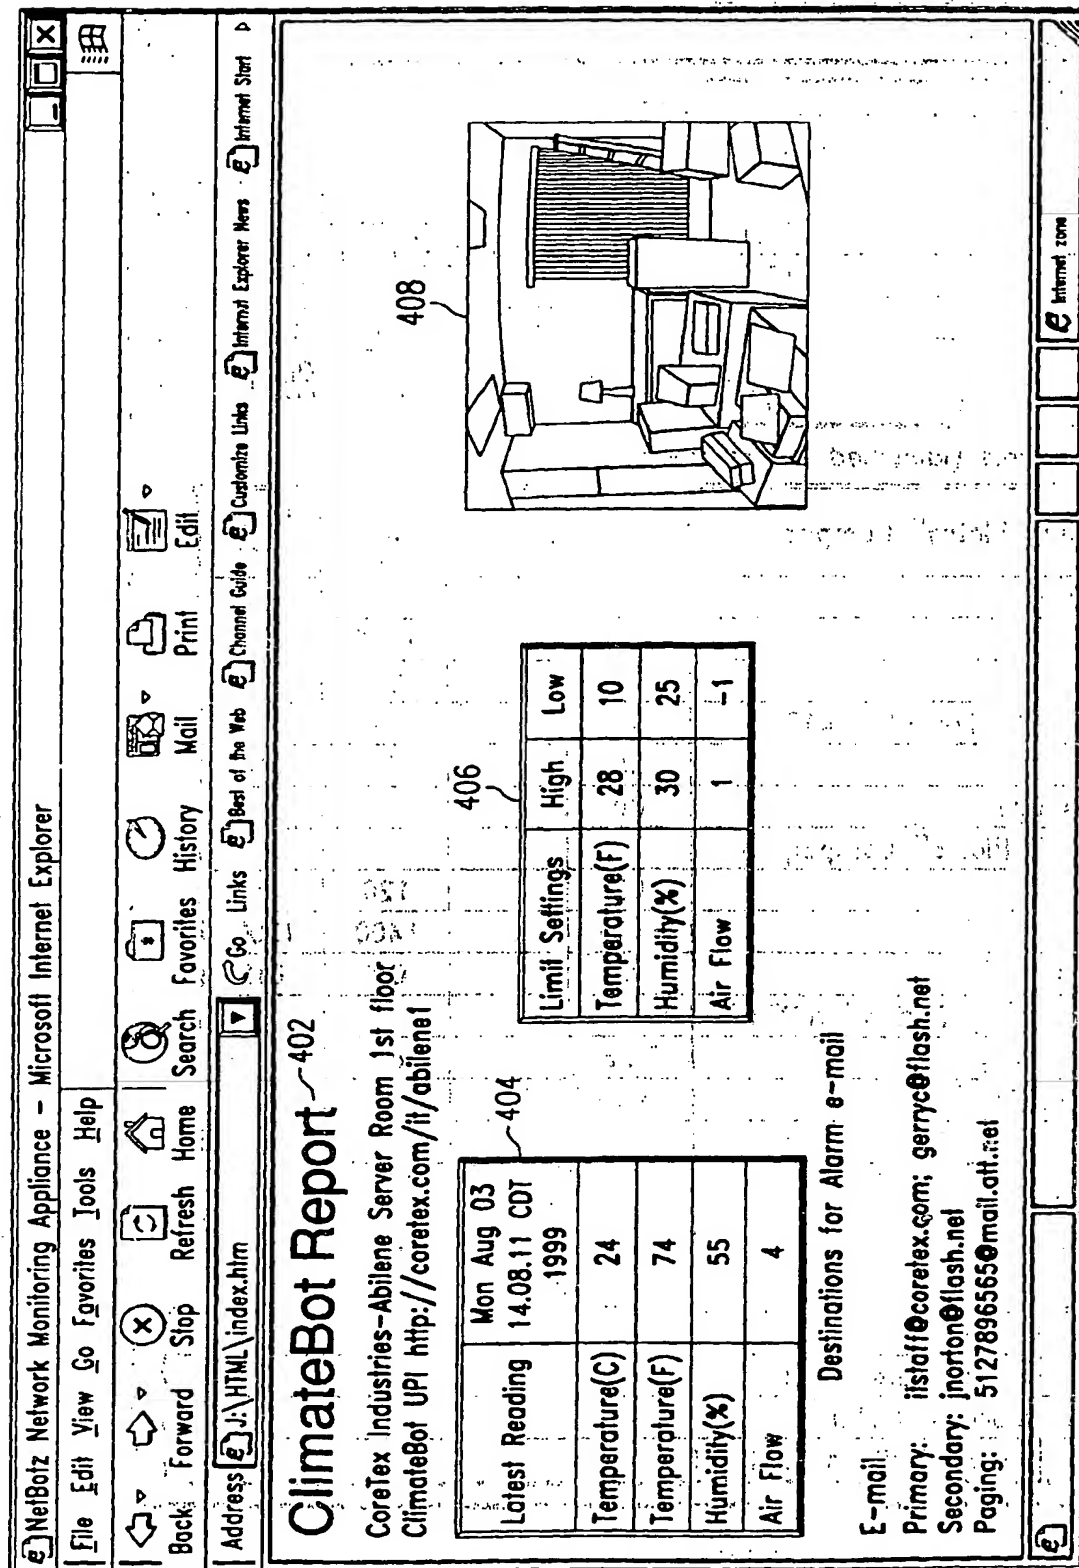 NetBotz Network Monitoring Appliance – Microsoft Internet Explorer
File Edit View Go Favorites Tools Help
Back Forward Stop Refresh Home Search Favorites History Mail Print Edit
Address J:\HTML\index.htm Go Links Best of the Web Channel Guide Customize Links Internet Explorer News Internet Start
ClimateBot Report 402
CoreTex Industries-Abilene Server Room 1st floor
ClimateBot UPI http://coretex.com/it/abilene1
404
Latest Reading Mon Aug 03 14.08.11 CDT 1999
Temperature(C) 24
Temperature(F) 74
Humidity(%) 55
Air Flow 4
406
Limit Settings High Low
Temperature(F) 28 10
Humidity(%) 30 25
Air Flow 1 -1
408
Destinations for Alarm e-mail
E-mail
Primary: itstaff@coretex.com; gerryc@flash.net
Secondary: jnorton@flash.net
Paging: 5127896565@mail.att.net
Internet zone